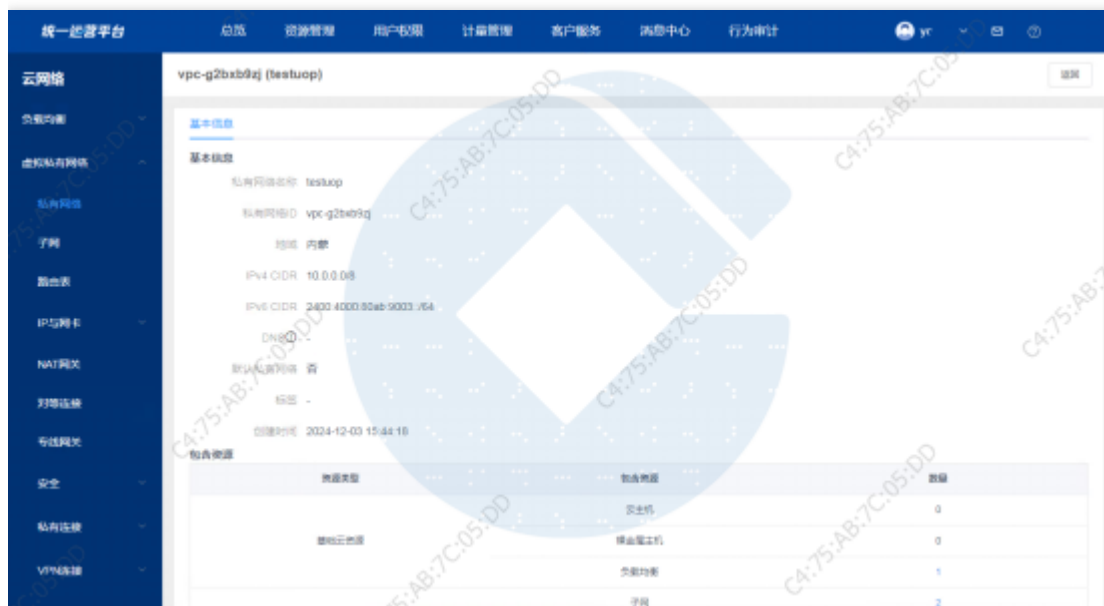 统一运营平台 总览 资源管理 用户权限 计量管理 客户服务 消息中心 行为审计 yc
云网络
vpc-g2bxb9zj (testuop) 返回
负载均衡
基本信息
虚拟私有网络
基本信息
私有网络名称 testuop
私有网络
私有网络ID vpc-g2bxb9zj
子网
地域 内蒙
路由表
IPv4 CIDR 10.0.0.0/8
IPv6 CIDR
IP与网卡
DNS -
NAT网关
默认私有网络 否
对等连接
标签 -
创建时间 2024-12-03 15:44:16
专线网关
包含资源
资源类型 包含资源 数量
安全
云主机 0
私有连接
基础云资源 裸金属主机 0
VPN连接
负载均衡 1
子网 2
C4:75:AB:7C:05:DD